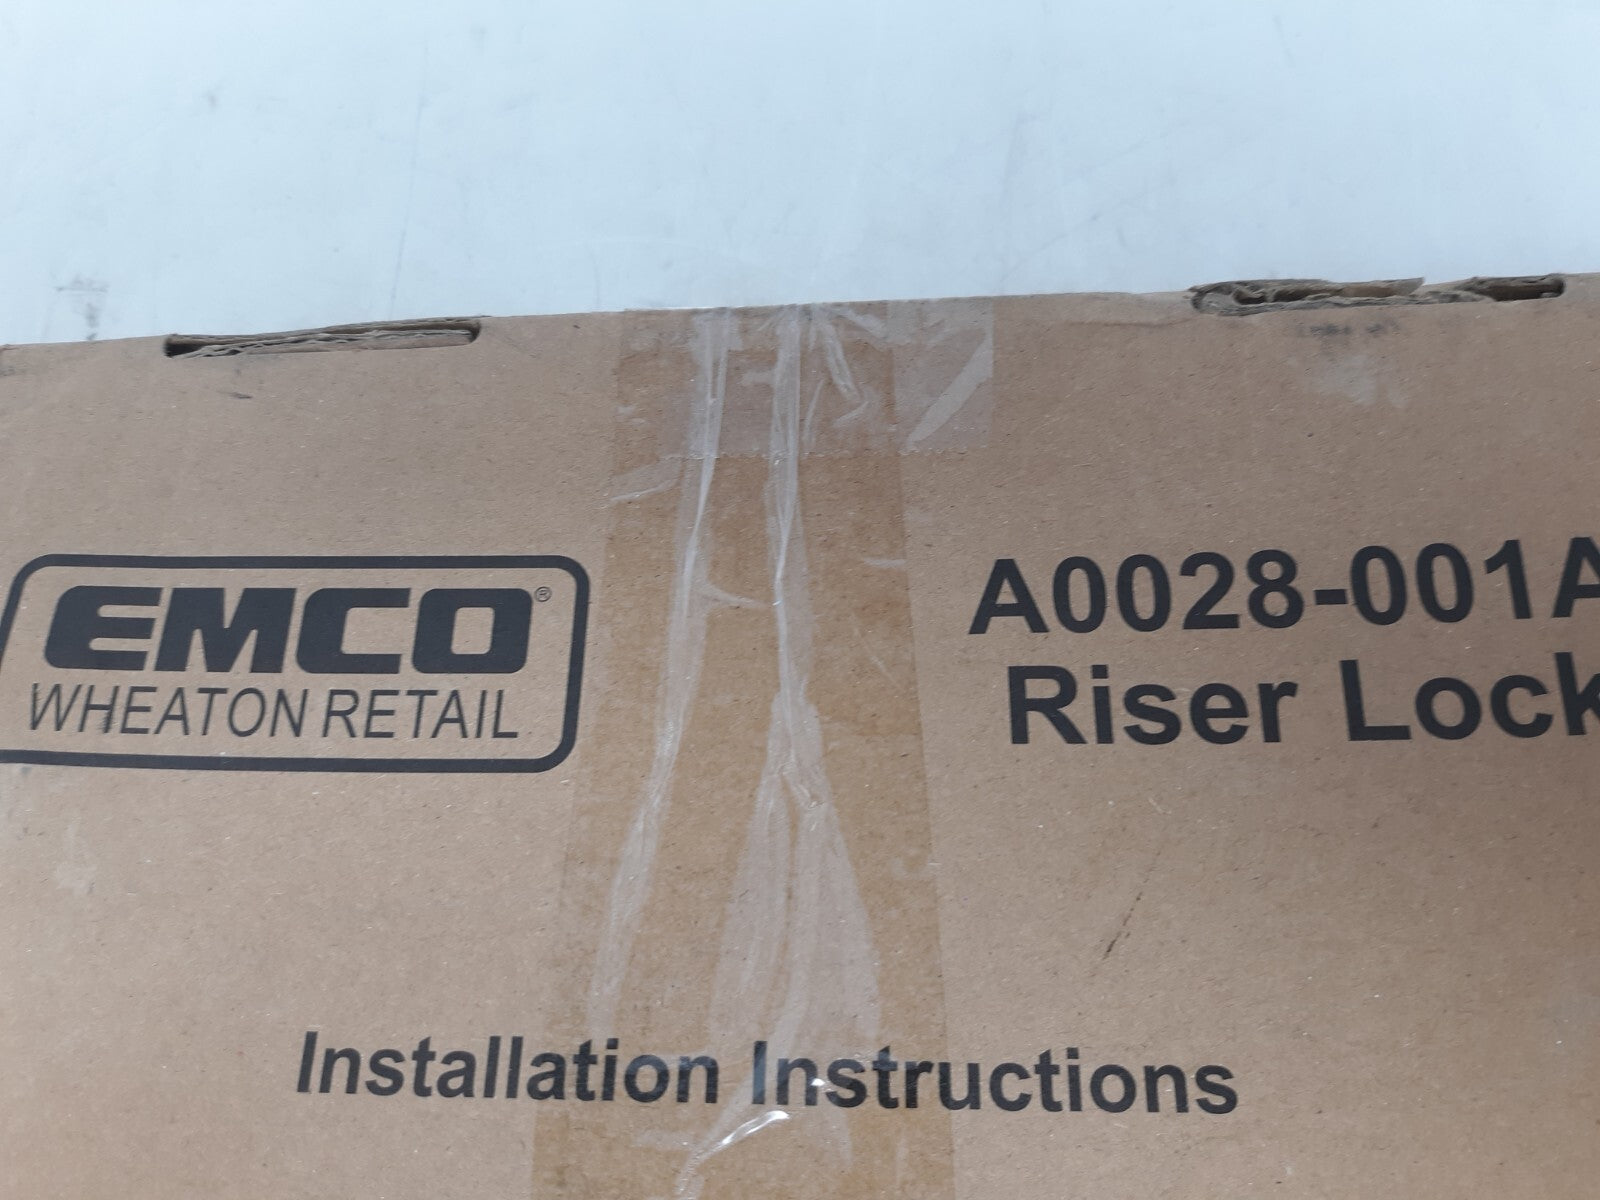 EMCO®
WHEATON RETAIL
A0028-001A
Riser Lock
Installation Instructions